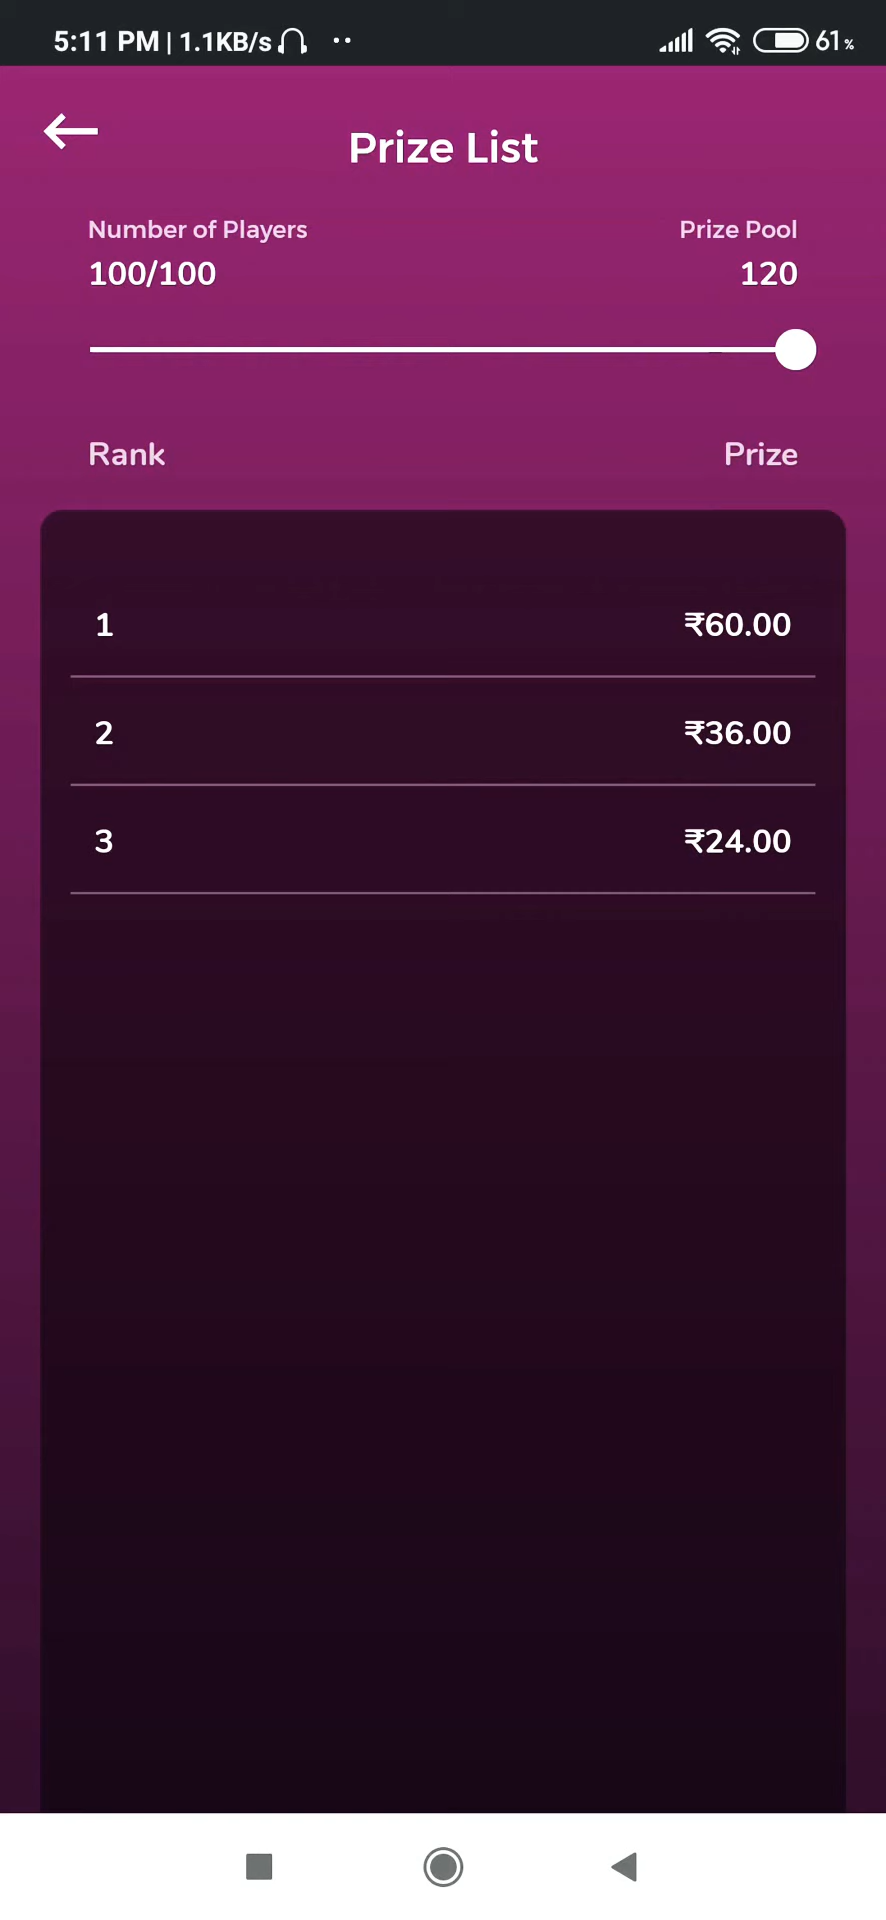 5:11 PM | 1.1KB/s 61%
Prize List
Number of Players Prize Pool
100/100 120
Rank Prize
1 ₹60.00
2 ₹36.00
3 ₹24.00